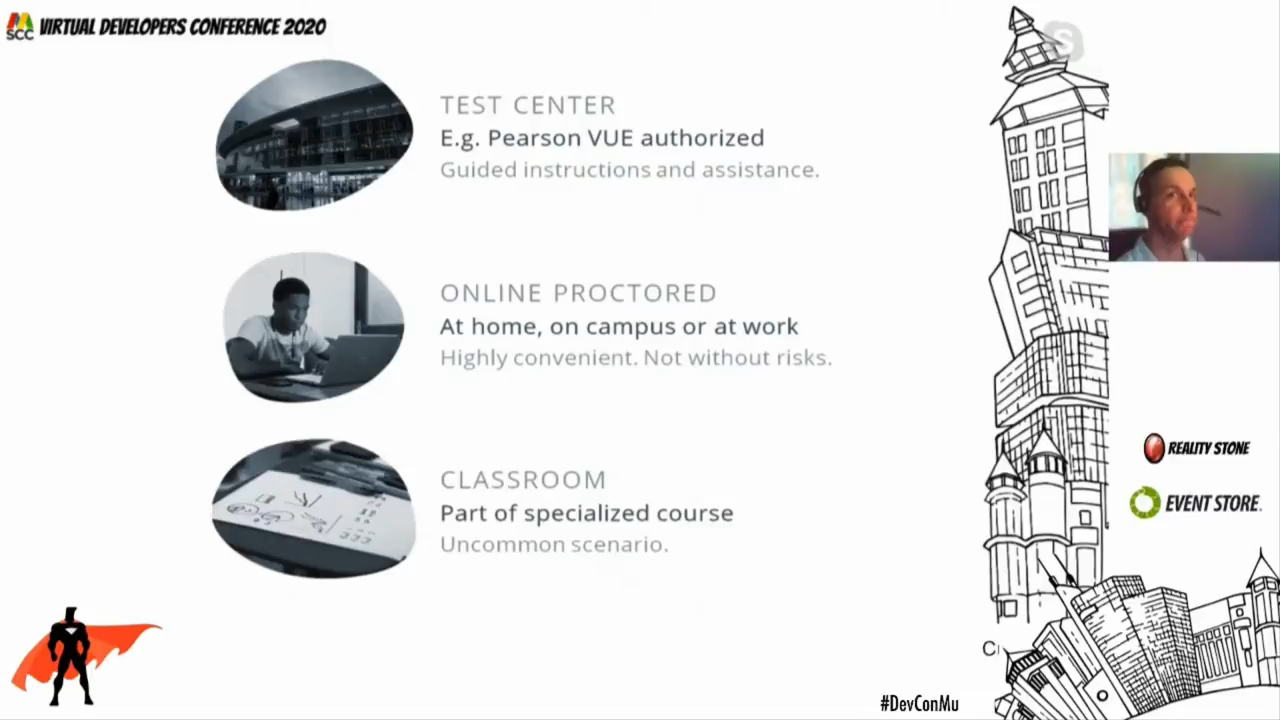 SCC VIRTUAL DEVELOPERS CONFERENCE 2020
S
TEST CENTER
E.g. Pearson VUE authorized
Guided instructions and assistance.
ONLINE PROCTORED
At home, on campus or at work
Highly convenient. Not without risks.
CLASSROOM
Part of specialized course
Uncommon scenario.
REALITY STONE
EVENT STORE.
#DevConMu